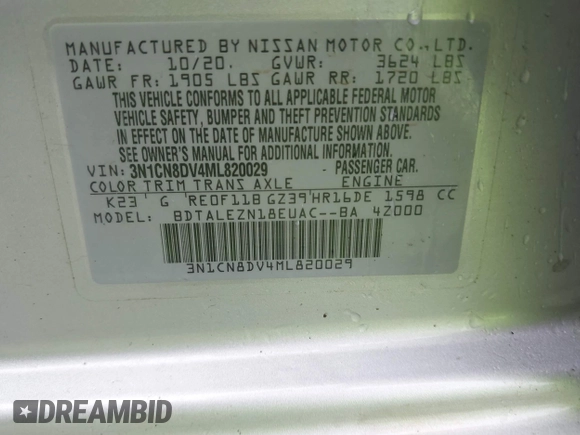 MANUFACTURED BY NISSAN MOTOR CO.,LTD.
DATE: 10/20. GVWR: 3624 LBS
GAWR FR: 1905 LBS GAWR RR: 1720 LBS
THIS VEHICLE CONFORMS TO ALL APPLICABLE FEDERAL MOTOR
VEHICLE SAFETY, BUMPER AND THEFT PREVENTION STANDARDS
IN EFFECT ON THE DATE OF MANUFACTURE SHOWN ABOVE.
SEE OWNER'S MANUAL FOR ADDITIONAL INFORMATION.
VIN: 3N1CN8DV4ML820029 PASSENGER CAR.
COLOR TRIM TRANS AXLE ENGINE
K23 G RE0F11B GZ39 HR16DE 1598 CC
MODEL BDTALEZN18EUAC--BA 4Z000
3N1CN8DV4ML820029
DREAMBID